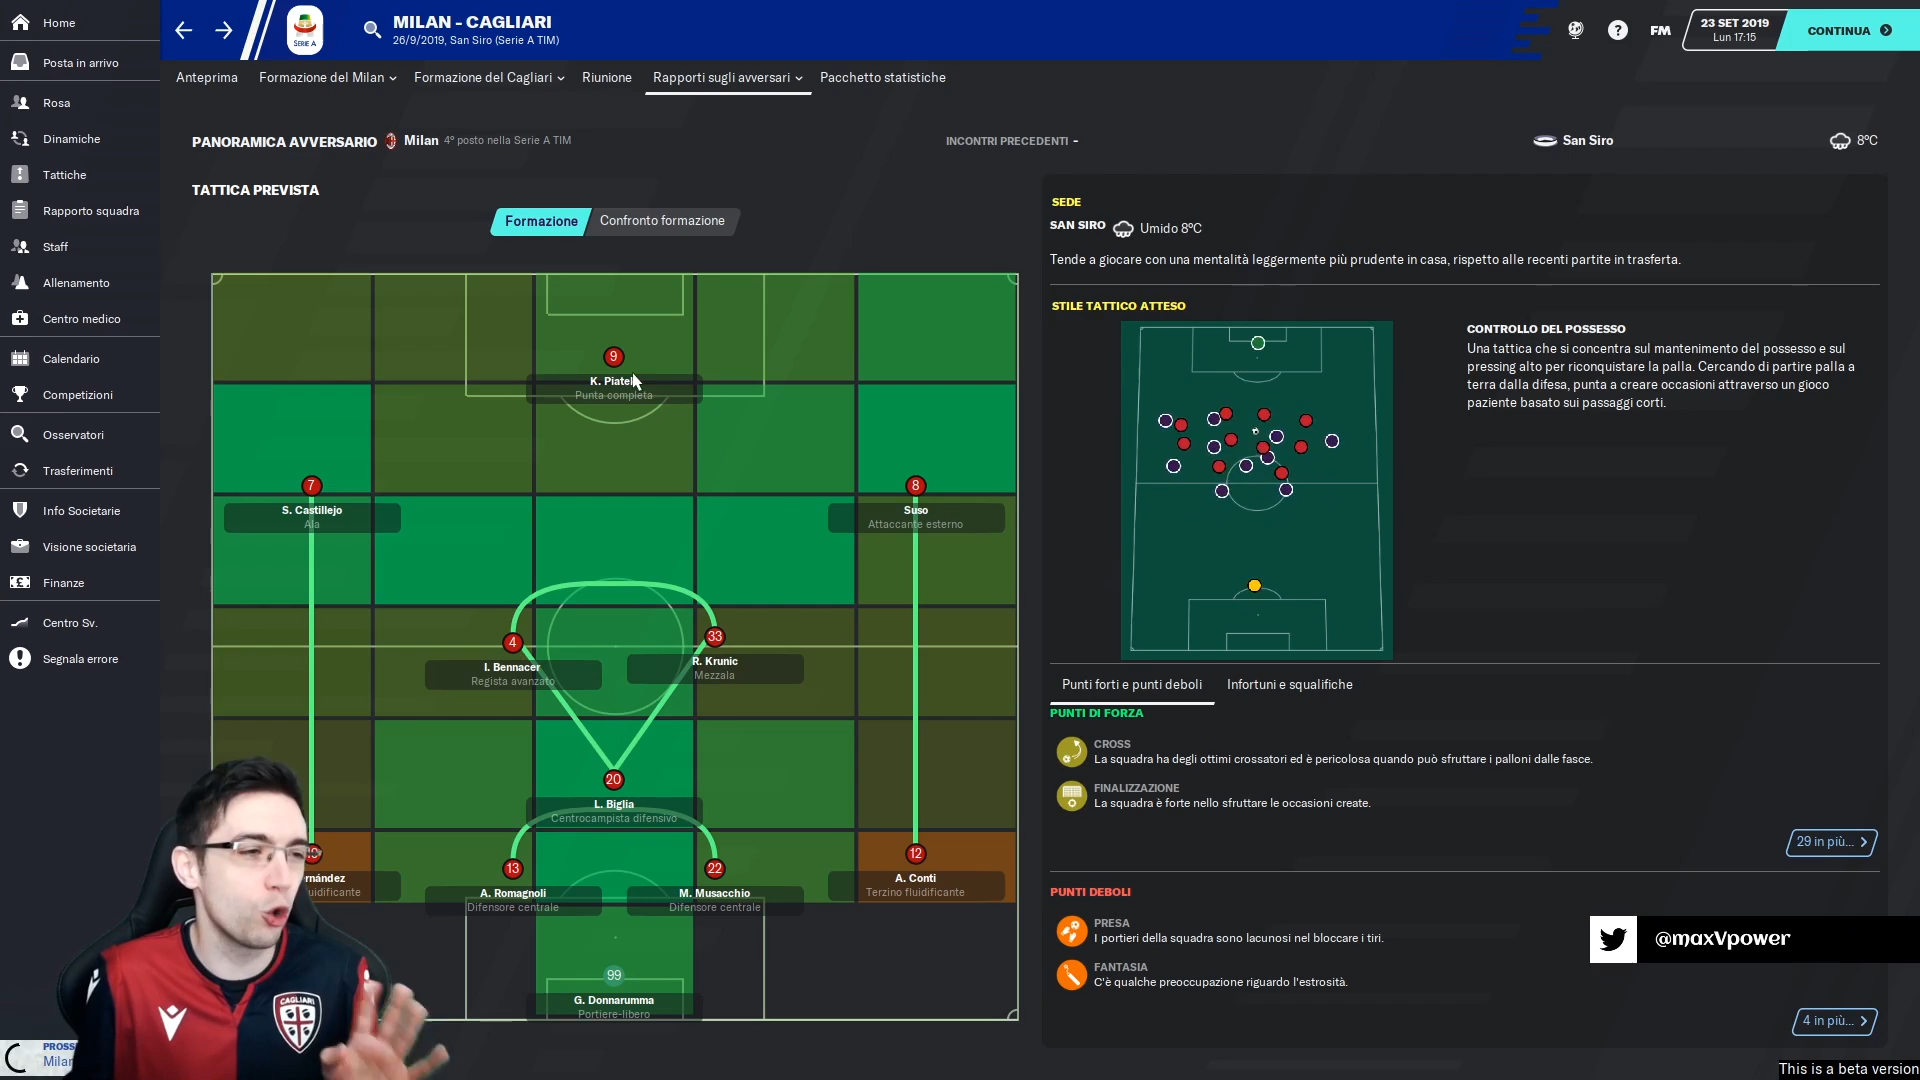 Home
Posta in arrivo
Rosa
Dinamiche
Tattiche
Rapporto squadra
Staff
Allenamento
Centro medico
Calendario
Competizioni
Osservatori
Trasferimenti
Info Societarie
Visione societaria
Finanze
Centro Sv.
Segnala errore
SERIE A
MILAN - CAGLIARI
26/9/2019, San Siro (Serie A TIM)
?
FM
23 SET 2019
Lun 17:15
CONTINUA
Anteprima
Formazione del Milan
Formazione del Cagliari
Riunione
Rapporti sugli avversari
Pacchetto statistiche
PANORAMICA AVVERSARIO Milan 4º posto nella Serie A TIM
INCONTRI PRECEDENTI -
San Siro
8ºC
TATTICA PREVISTA
Formazione
Confronto formazione
9
Punta completa
7
S. Castillejo
Ala
8
Suso
Attaccante esterno
4
I. Bennacer
Regista avanzato
33
R. Krunic
Mezzala
20
L. Biglia
Centrocampista difensivo
13
A. Romagnoli
Difensore centrale
22
M. Musacchio
Difensore centrale
12
A. Conti
Terzino fluidificante
99
G. Donnarumma
Portiere-libero
SEDE
SAN SIRO Umido 8ºC
Tende a giocare con una mentalità leggermente più prudente in casa, rispetto alle recenti partite in trasferta.
STILE TATTICO ATTESO
CONTROLLO DEL POSSESSO
Una tattica che si concentra sul mantenimento del possesso e sul
pressing alto per riconquistare la palla. Cercando di partire palla a
terra dalla difesa, punta a creare occasioni attraverso un gioco
paziente basato sui passaggi corti.
Punti forti e punti deboli
Infortuni e squalifiche
PUNTI DI FORZA
CROSS
La squadra ha degli ottimi crossatori ed è pericolosa quando può sfruttare i palloni dalle fasce.
FINALIZZAZIONE
La squadra è forte nello sfruttare le occasioni create.
29 in più...
PUNTI DEBOLI
PRESA
I portieri della squadra sono lacunosi nel bloccare i tiri.
FANTASIA
C'è qualche preoccupazione riguardo l'estrosità.
4 in più...
@maxVpower
CAGLIARI
This is a beta version